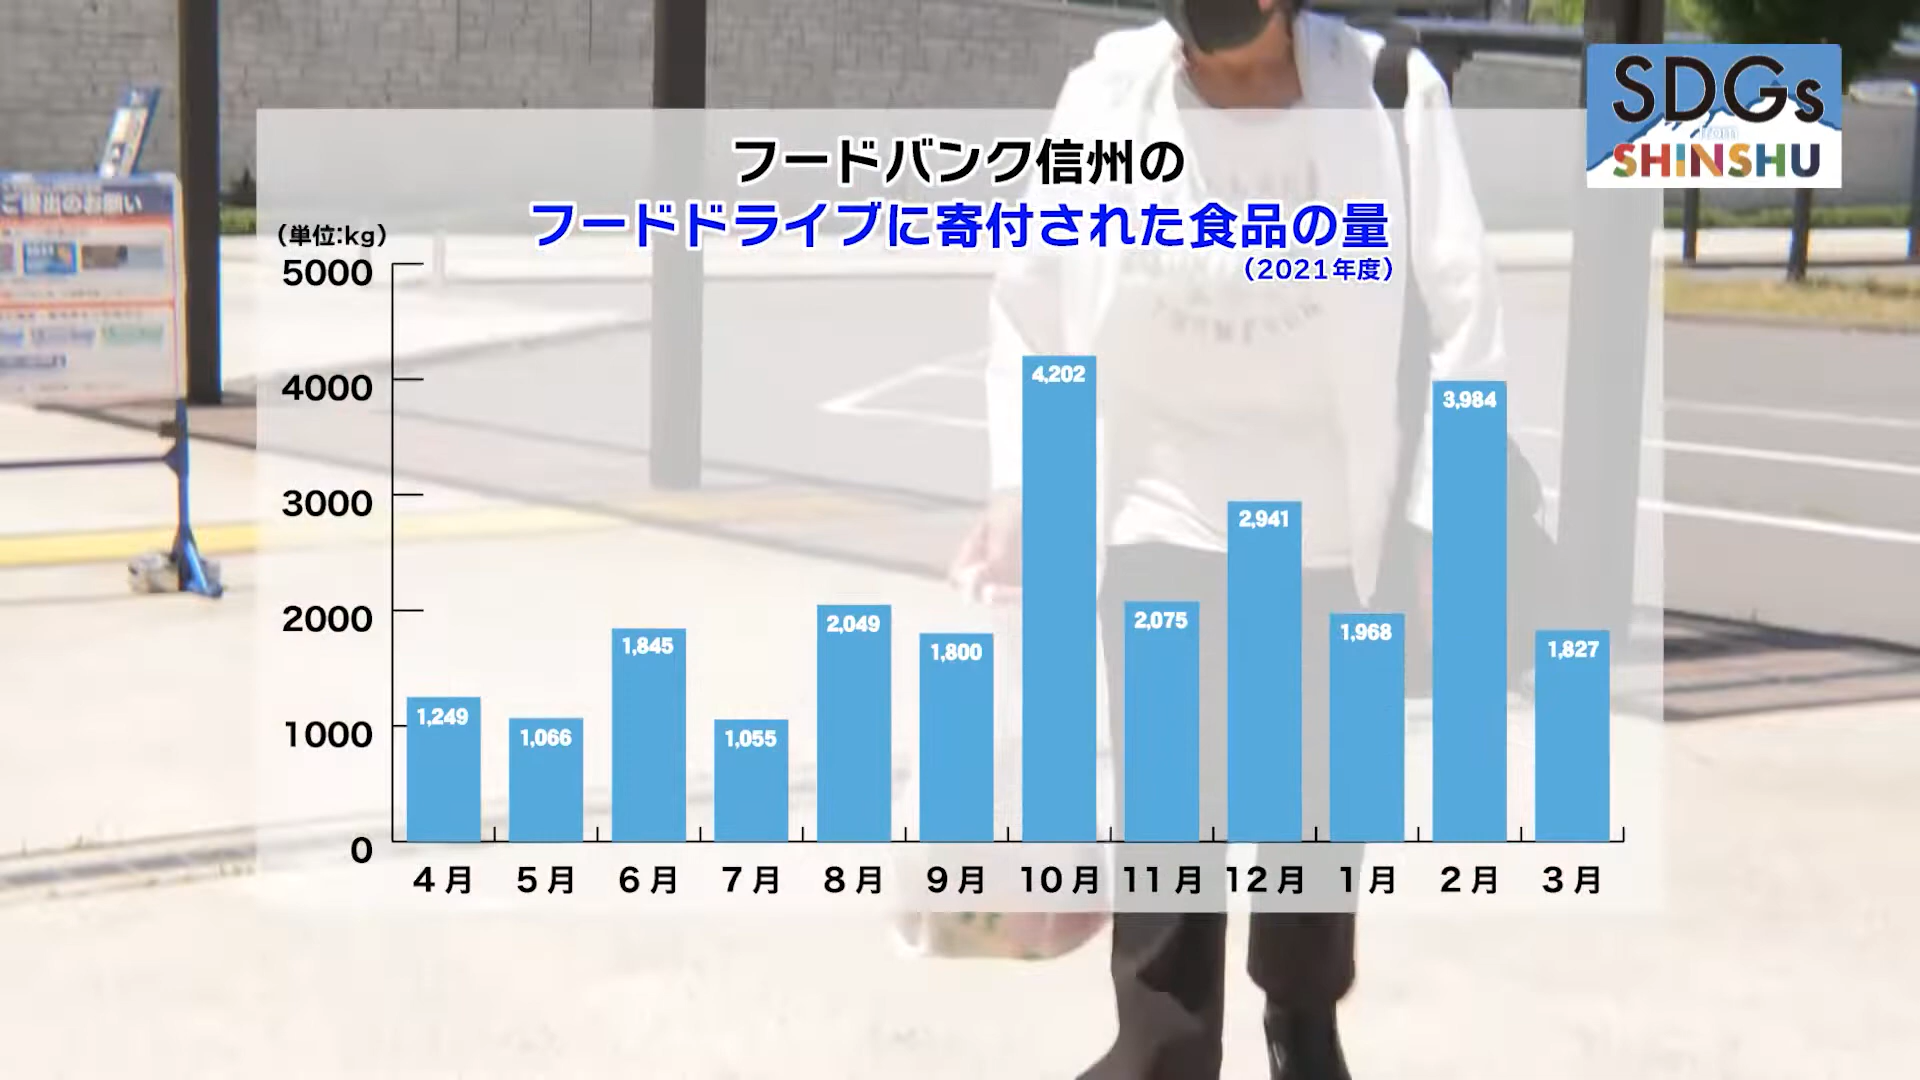 SDGs
from
SHINSHU
フードバンク信州の
フードドライブに寄付された食品の量
（2021年度）
（単位:kg）
5000
4000
3000
2000
1000
0
1,249
1,066
1,845
1,055
2,049
1,800
4,202
2,075
2,941
1,968
3,984
1,827
4月 5月 6月 7月 8月 9月 10月 11月 12月 1月 2月 3月
ご提出のお願い